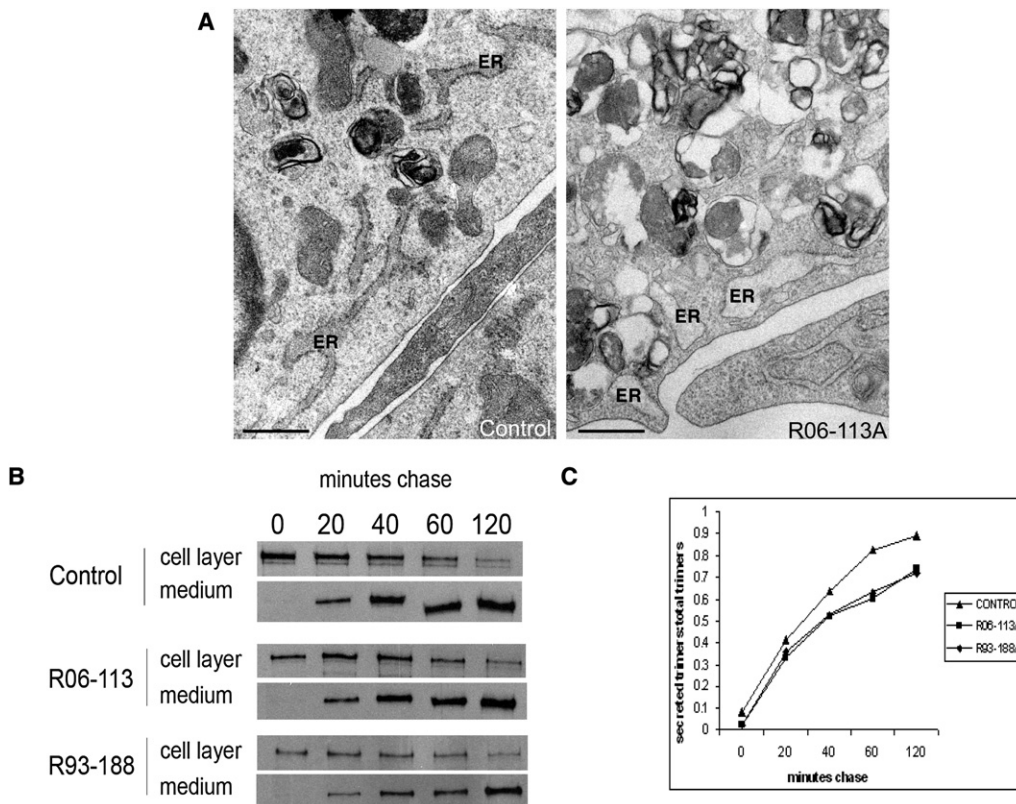 A
ER
ER
Control
ER
ER
ER
R06-113A
B
minutes chase
0 20 40 60 120
Control
cell layer
medium
R06-113
cell layer
medium
R93-188
cell layer
medium
C
secreted trimers:total trimers
1
0.9
0.8
0.7
0.6
0.5
0.4
0.3
0.2
0.1
0
0 20 40 60 120
minutes chase
CONTRO
R06-113A
R93-188A